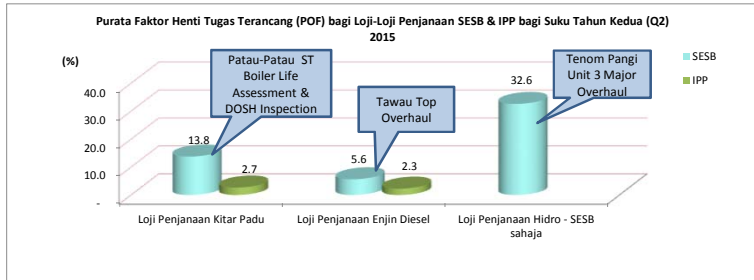 Purata Faktor Henti Tugas Terancang (POF) bagi Loji-Loji Penjanaan SESB & IPP bagi Suku Tahun Kedua (Q2)
2015
(%)
Patau-Patau ST
Boiler Life
Assessment &
DOSH Inspection
Tawau Top
Overhaul
Tenom Pangi
Unit 3 Major
Overhaul
SESB
IPP
40.0
30.0
20.0
10.0
-
13.8
2.7
5.6
2.3
32.6
Loji Penjanaan Kitar Padu
Loji Penjanaan Enjin Diesel
Loji Penjanaan Hidro - SESB
sahaja